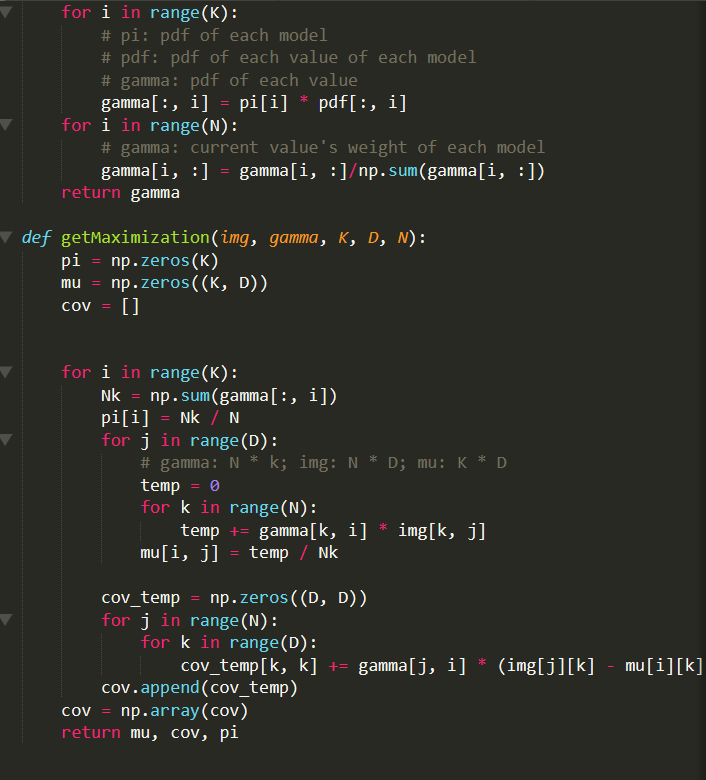 for i in range(K):
# pi: pdf of each model
# pdf: pdf of each value of each model
# gamma: pdf of each value
gamma[:, i] = pi[i] * pdf[:, i]
for i in range(N):
# gamma: current value's weight of each model
gamma[i, :] = gamma[i, :]/np.sum(gamma[i, :])
return gamma
def getMaximization(img, gamma, K, D, N):
pi = np.zeros(K)
mu = np.zeros((K, D))
cov = []
for i in range(K):
Nk = np.sum(gamma[:, i])
pi[i] = Nk / N
for j in range(D):
# gamma: N * k; img: N * D; mu: K * D
temp = 0
for k in range(N):
temp += gamma[k, i] * img[k, j]
mu[i, j] = temp / Nk
cov_temp = np.zeros((D, D))
for j in range(N):
for k in range(D):
cov_temp[k, k] += gamma[j, i] * (img[j][k] - mu[i][k]
cov.append(cov_temp)
cov = np.array(cov)
return mu, cov, pi